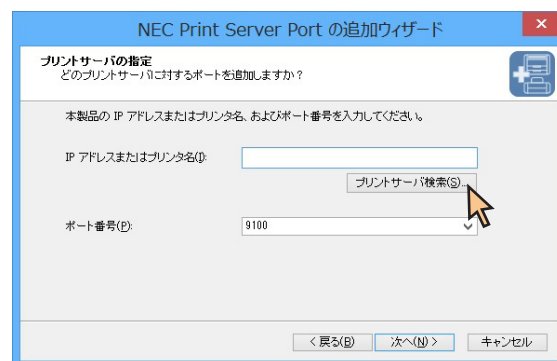 NEC Print Server Port の追加ウィザード
プリントサーバの指定
どのプリントサーバに対するポートを追加しますか？
本製品の IP アドレスまたはプリンタ名、およびポート番号を入力してください。
IP アドレスまたはプリンタ名(I):
プリントサーバ検索(S)...
ポート番号(P):
9100
< 戻る(B)
次へ(N) >
キャンセル